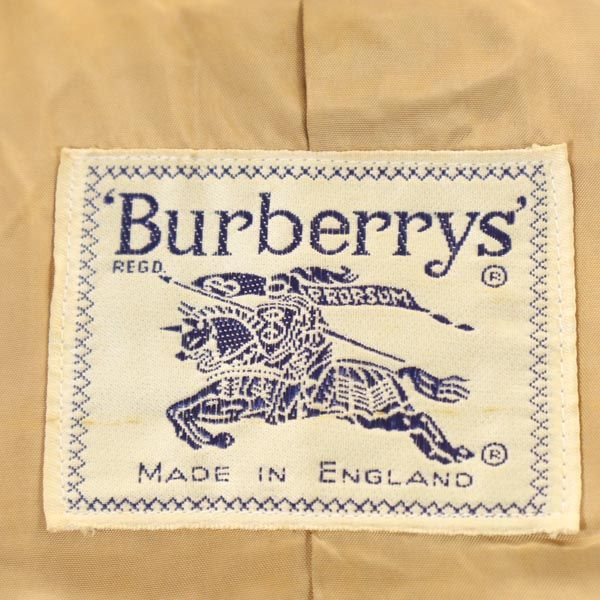 'Burberrys'
REGD. ®
PRORSUM
®
MADE IN ENGLAND